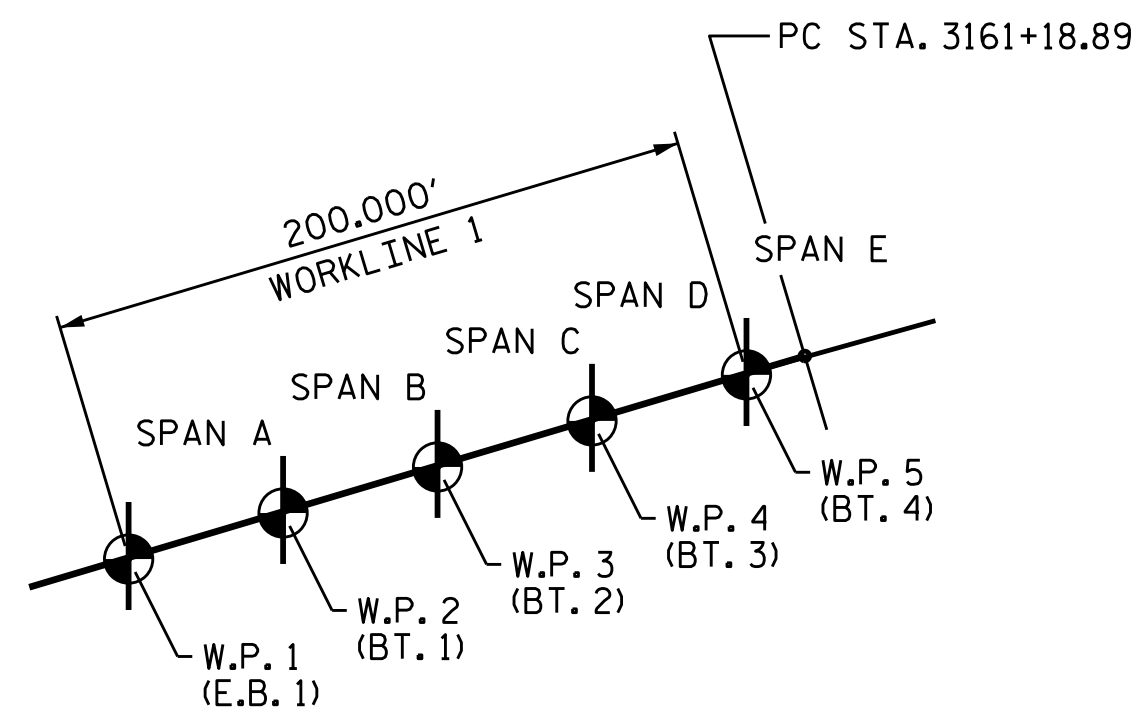 PC STA. 3161+18.89
200.000'
WORKLINE 1
SPAN E
SPAN D
SPAN C
SPAN B
SPAN A
W.P. 5
(BT. 4)
W.P. 4
(BT. 3)
W.P. 3
(BT. 2)
W.P. 2
(BT. 1)
W.P. 1
(E.B. 1)